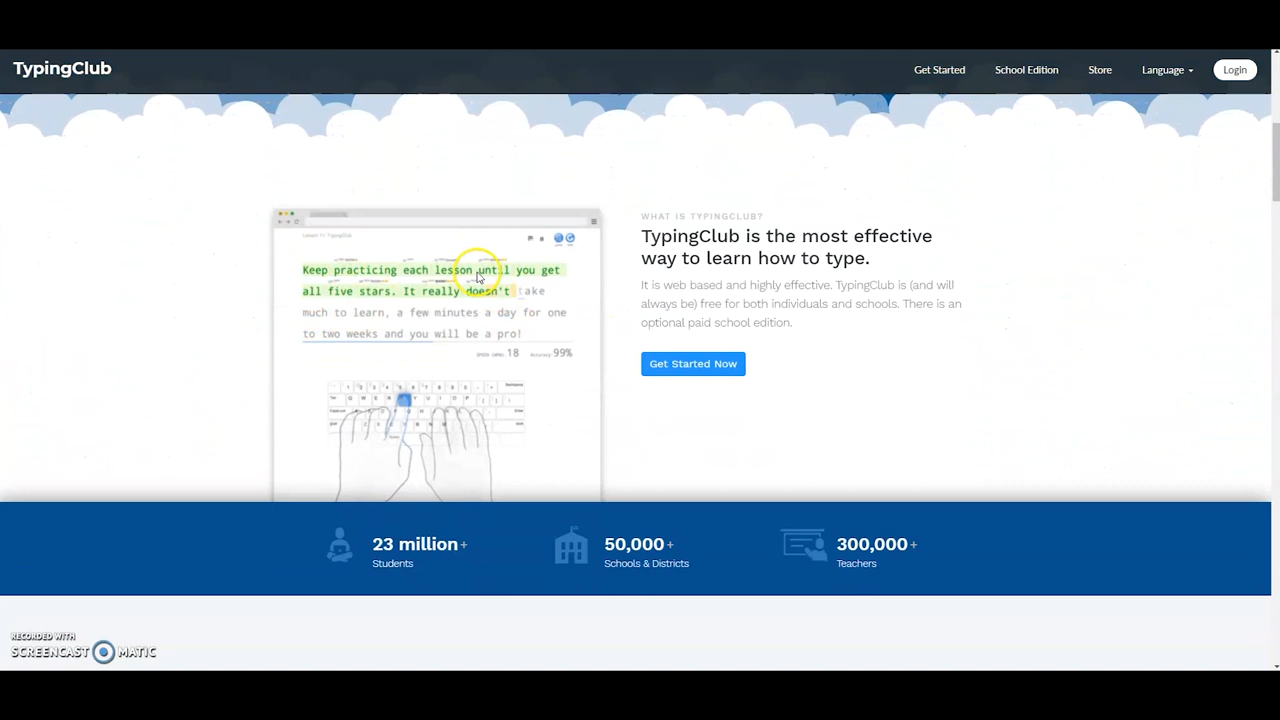 TypingClub
Get Started
School Edition
Store
Language
Login
Keep practicing each lesson until you get
all five stars. It really doesn't take
much to learn, a few minutes a day for one
to two weeks and you will be a pro!
18
99%
WHAT IS TYPINGCLUB?
TypingClub is the most effective
way to learn how to type.
It is web based and highly effective. TypingClub is (and will
always be) free for both individuals and schools. There is an
optional paid school edition.
Get Started Now
23 million+
Students
50,000+
Schools & Districts
300,000+
Teachers
RECORDED WITH
SCREENCAST MATIC